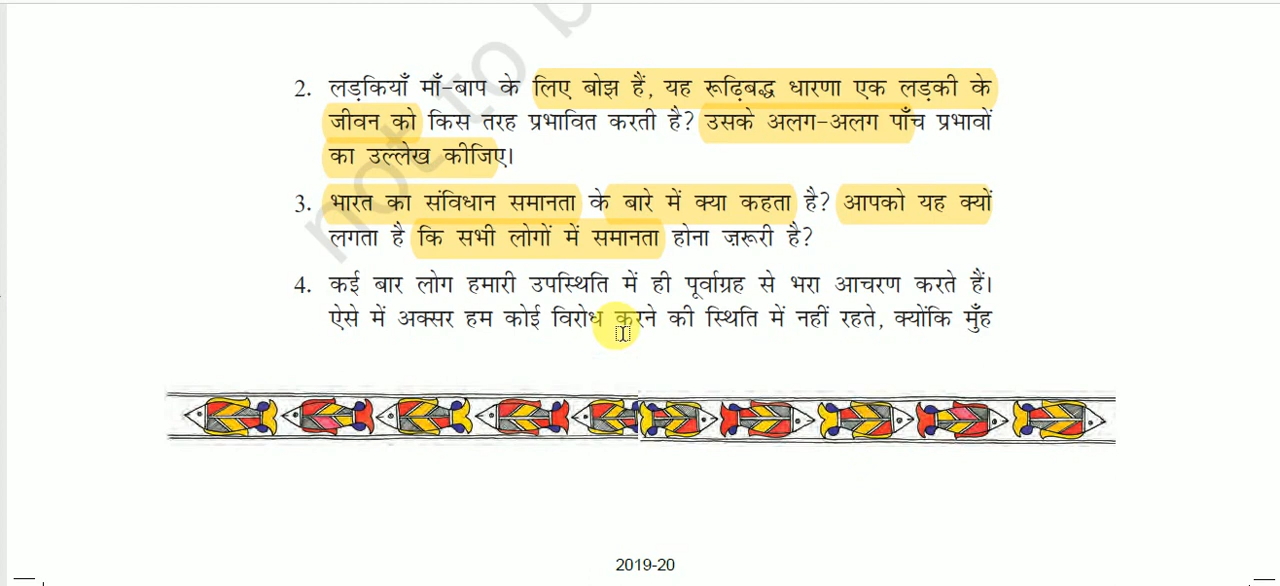 not to b
2. लड़कियाँ माँ-बाप के लिए बोझ हैं, यह रूढ़िबद्ध धारणा एक लड़की के
जीवन को किस तरह प्रभावित करती है? उसके अलग-अलग पाँच प्रभावों
का उल्लेख कीजिए।
3. भारत का संविधान समानता के बारे में क्या कहता है? आपको यह क्यों
लगता है कि सभी लोगों में समानता होना ज़रूरी है?
4. कई बार लोग हमारी उपस्थिति में ही पूर्वाग्रह से भरा आचरण करते हैं।
ऐसे में अक्सर हम कोई विरोध करने की स्थिति में नहीं रहते, क्योंकि मुँह
2019-20